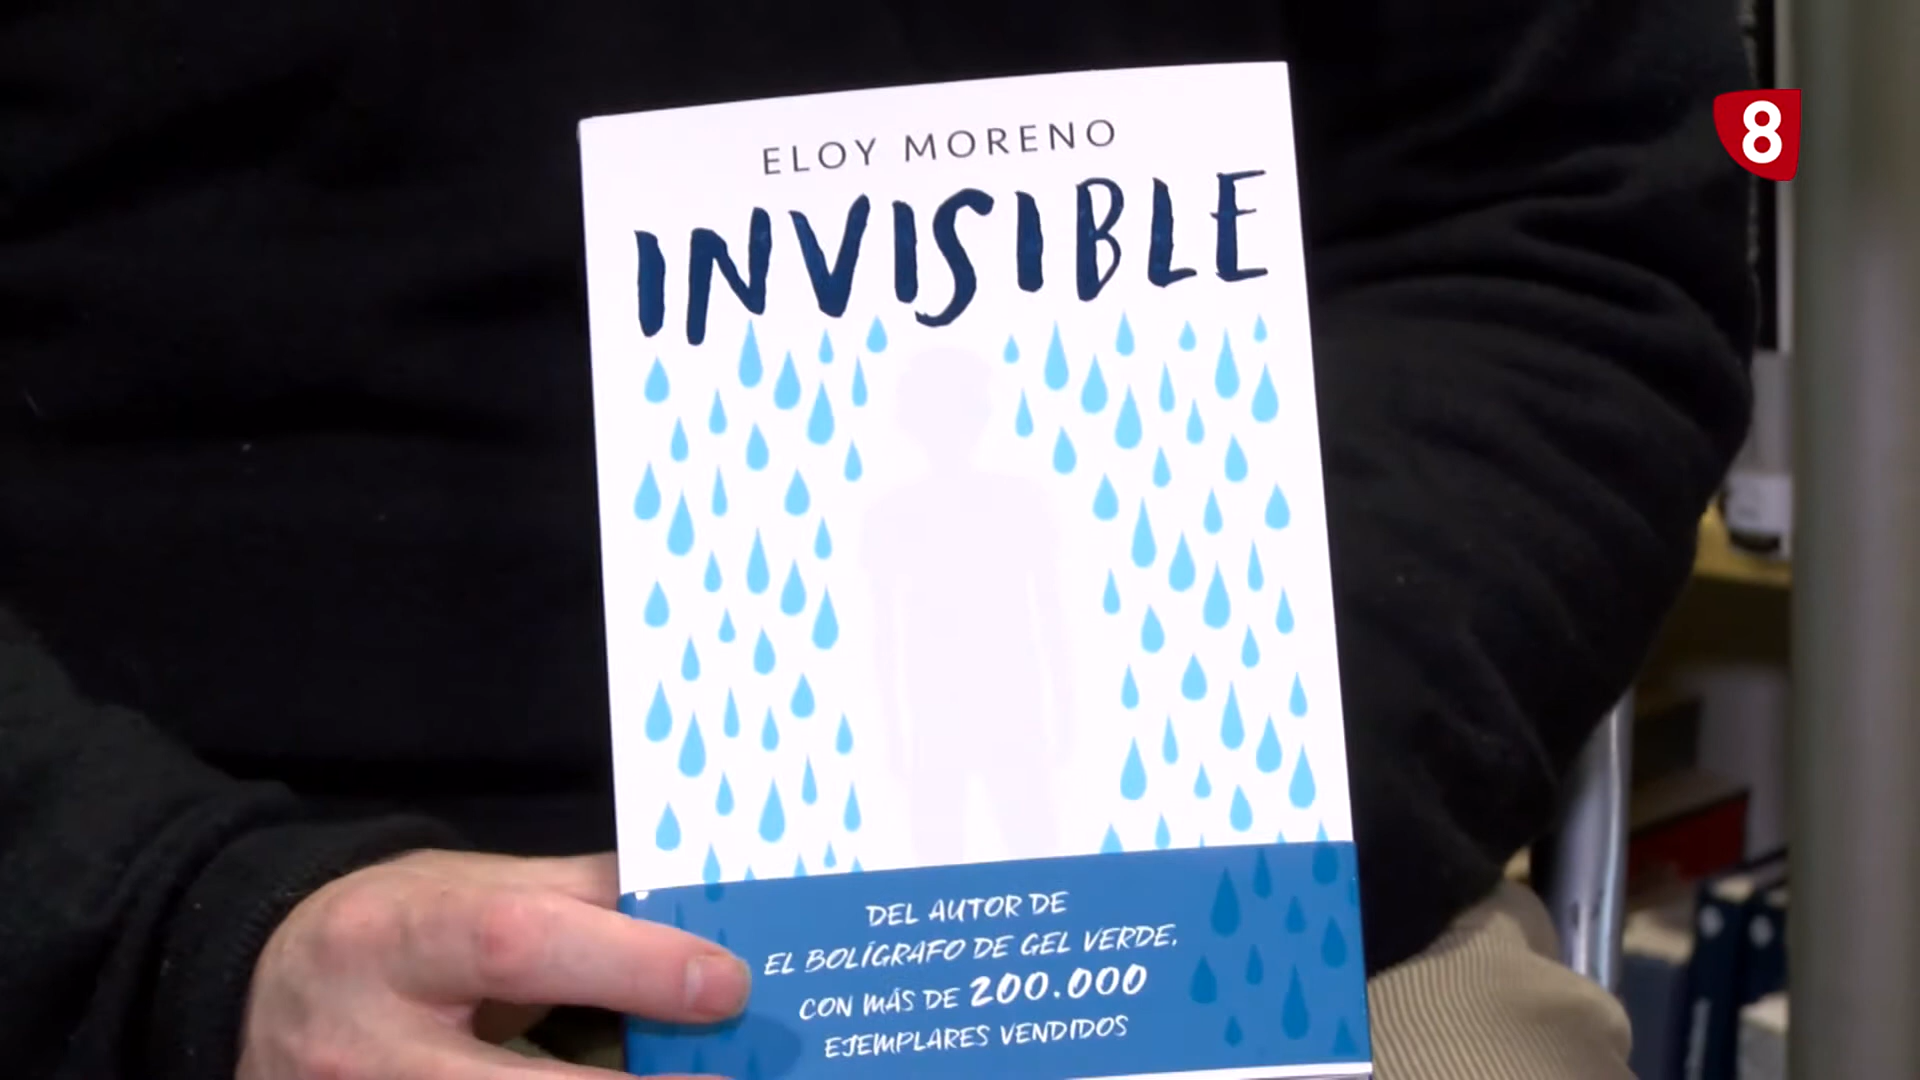 8
ELOY MORENO
INVISIBLE
DEL AUTOR DE
EL BOLÍGRAFO DE GEL VERDE,
CON MÁS DE 200.000
EJEMPLARES VENDIDOS